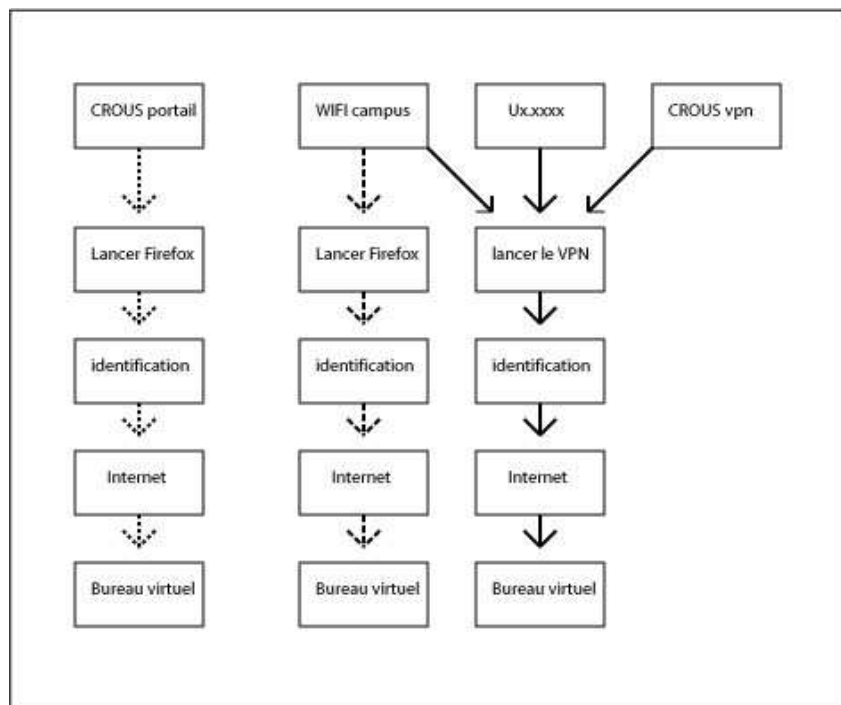 CROUS portail
WIFI campus
Ux.xxxx
CROUS vpn
Lancer Firefox
Lancer Firefox
lancer le VPN
identification
identification
identification
Internet
Internet
Internet
Bureau virtuel
Bureau virtuel
Bureau virtuel